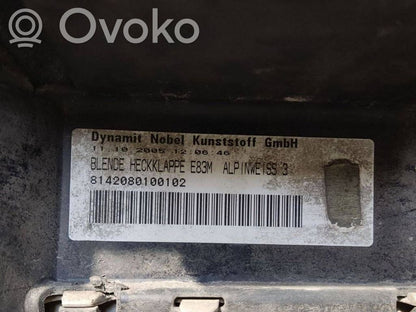 OVOKO
Dynamit Nobel Kunststoff GmbH
11.10.2005 12:06:46
BLENDE HECKKLAPPE E83M ALPINWEISS 3
8142080100102